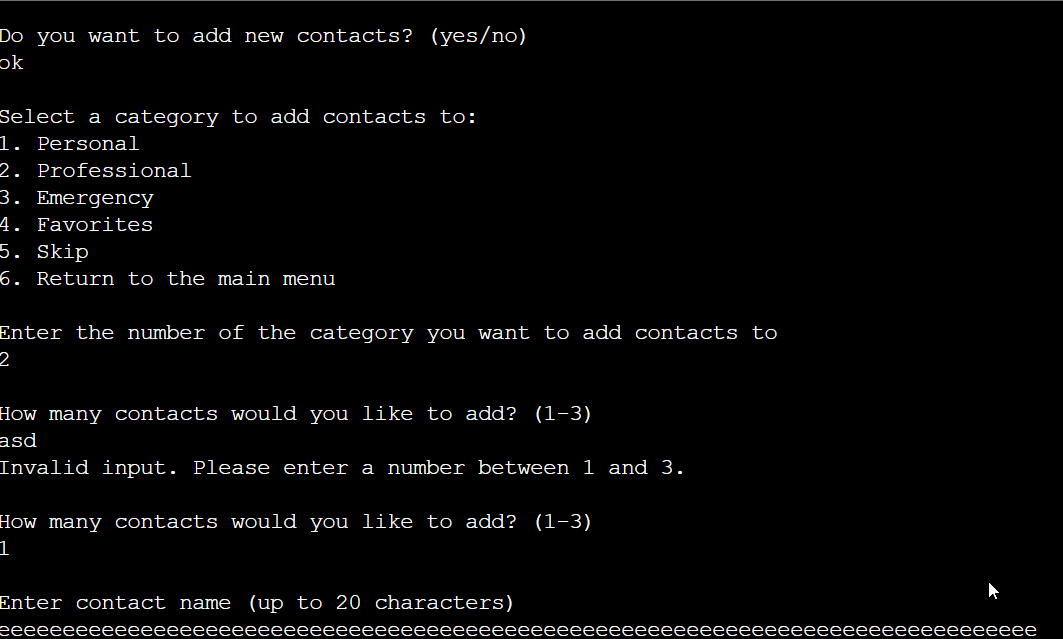 Do you want to add new contacts? (yes/no)
ok
Select a category to add contacts to:
1. Personal
2. Professional
3. Emergency
4. Favorites
5. Skip
6. Return to the main menu
Enter the number of the category you want to add contacts to
2
How many contacts would you like to add? (1-3)
asd
Invalid input. Please enter a number between 1 and 3.
How many contacts would you like to add? (1-3)
1
Enter contact name (up to 20 characters)
eeeeeeeeeeeeeeeeeeeeeeeeeeeeeeeeeeeeeeeeeeeeeeeeeeeeeeeeeeeeeeeeeeeeeeeeeeeeeeee